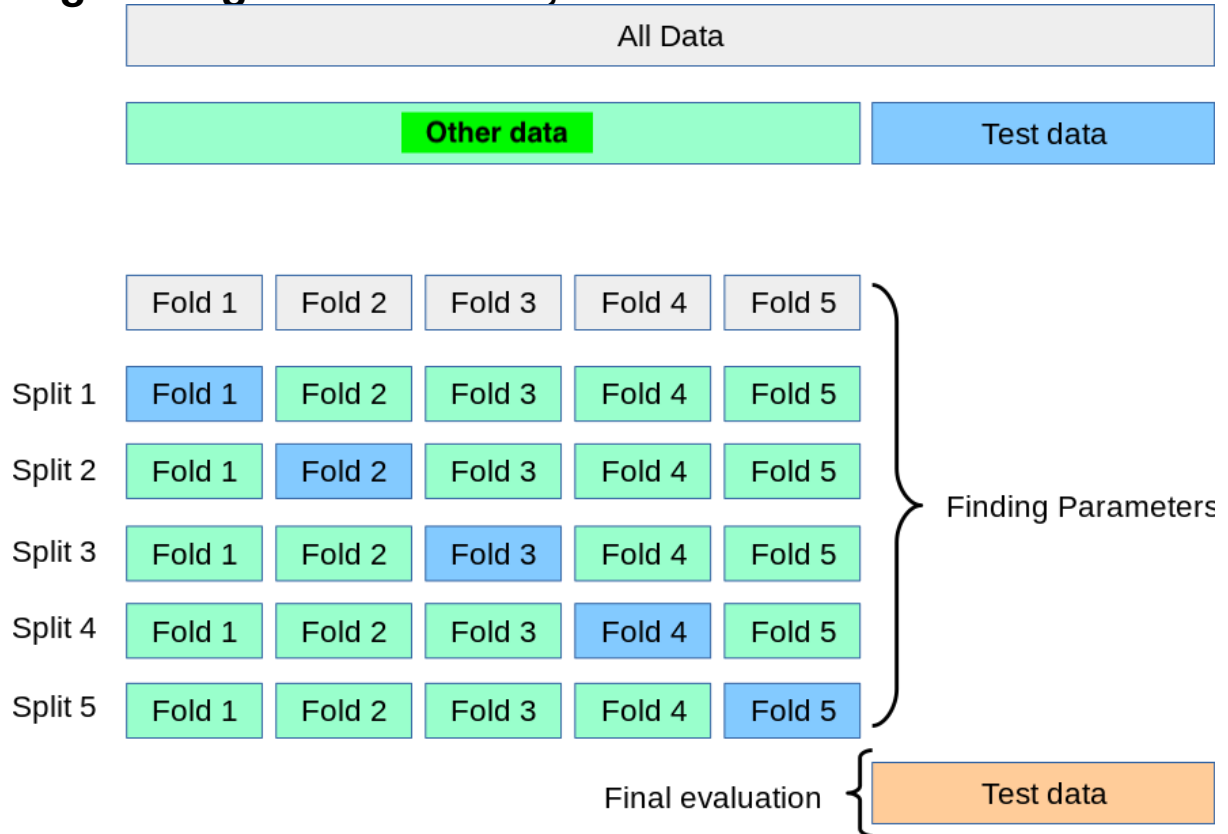 All Data
Other data Test data
Fold 1 Fold 2 Fold 3 Fold 4 Fold 5
Split 1 Fold 1 Fold 2 Fold 3 Fold 4 Fold 5
Split 2 Fold 1 Fold 2 Fold 3 Fold 4 Fold 5
Finding Parameters
Split 3 Fold 1 Fold 2 Fold 3 Fold 4 Fold 5
Split 4 Fold 1 Fold 2 Fold 3 Fold 4 Fold 5
Split 5 Fold 1 Fold 2 Fold 3 Fold 4 Fold 5
Final evaluation Test data